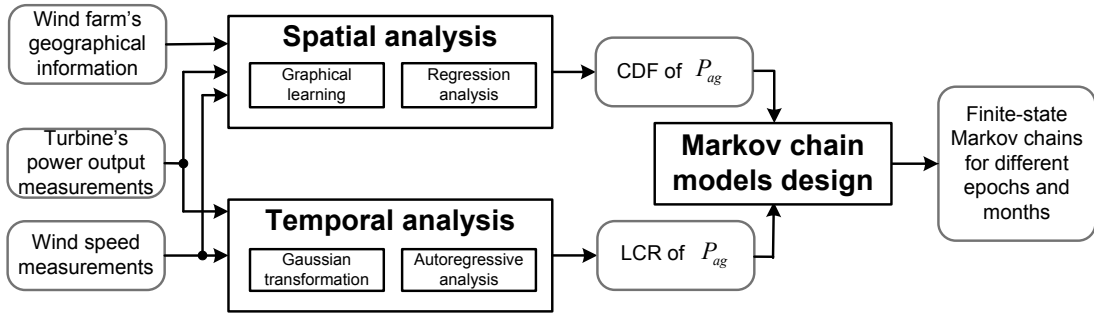 Wind farm's
geographical
information
Turbine's
power output
measurements
Wind speed
measurements
Spatial analysis
Graphical
learning
Regression
analysis
Temporal analysis
Gaussian
transformation
Autoregressive
analysis
CDF of P_ag
LCR of P_ag
Markov chain
models design
Finite-state
Markov chains
for different
epochs and
months